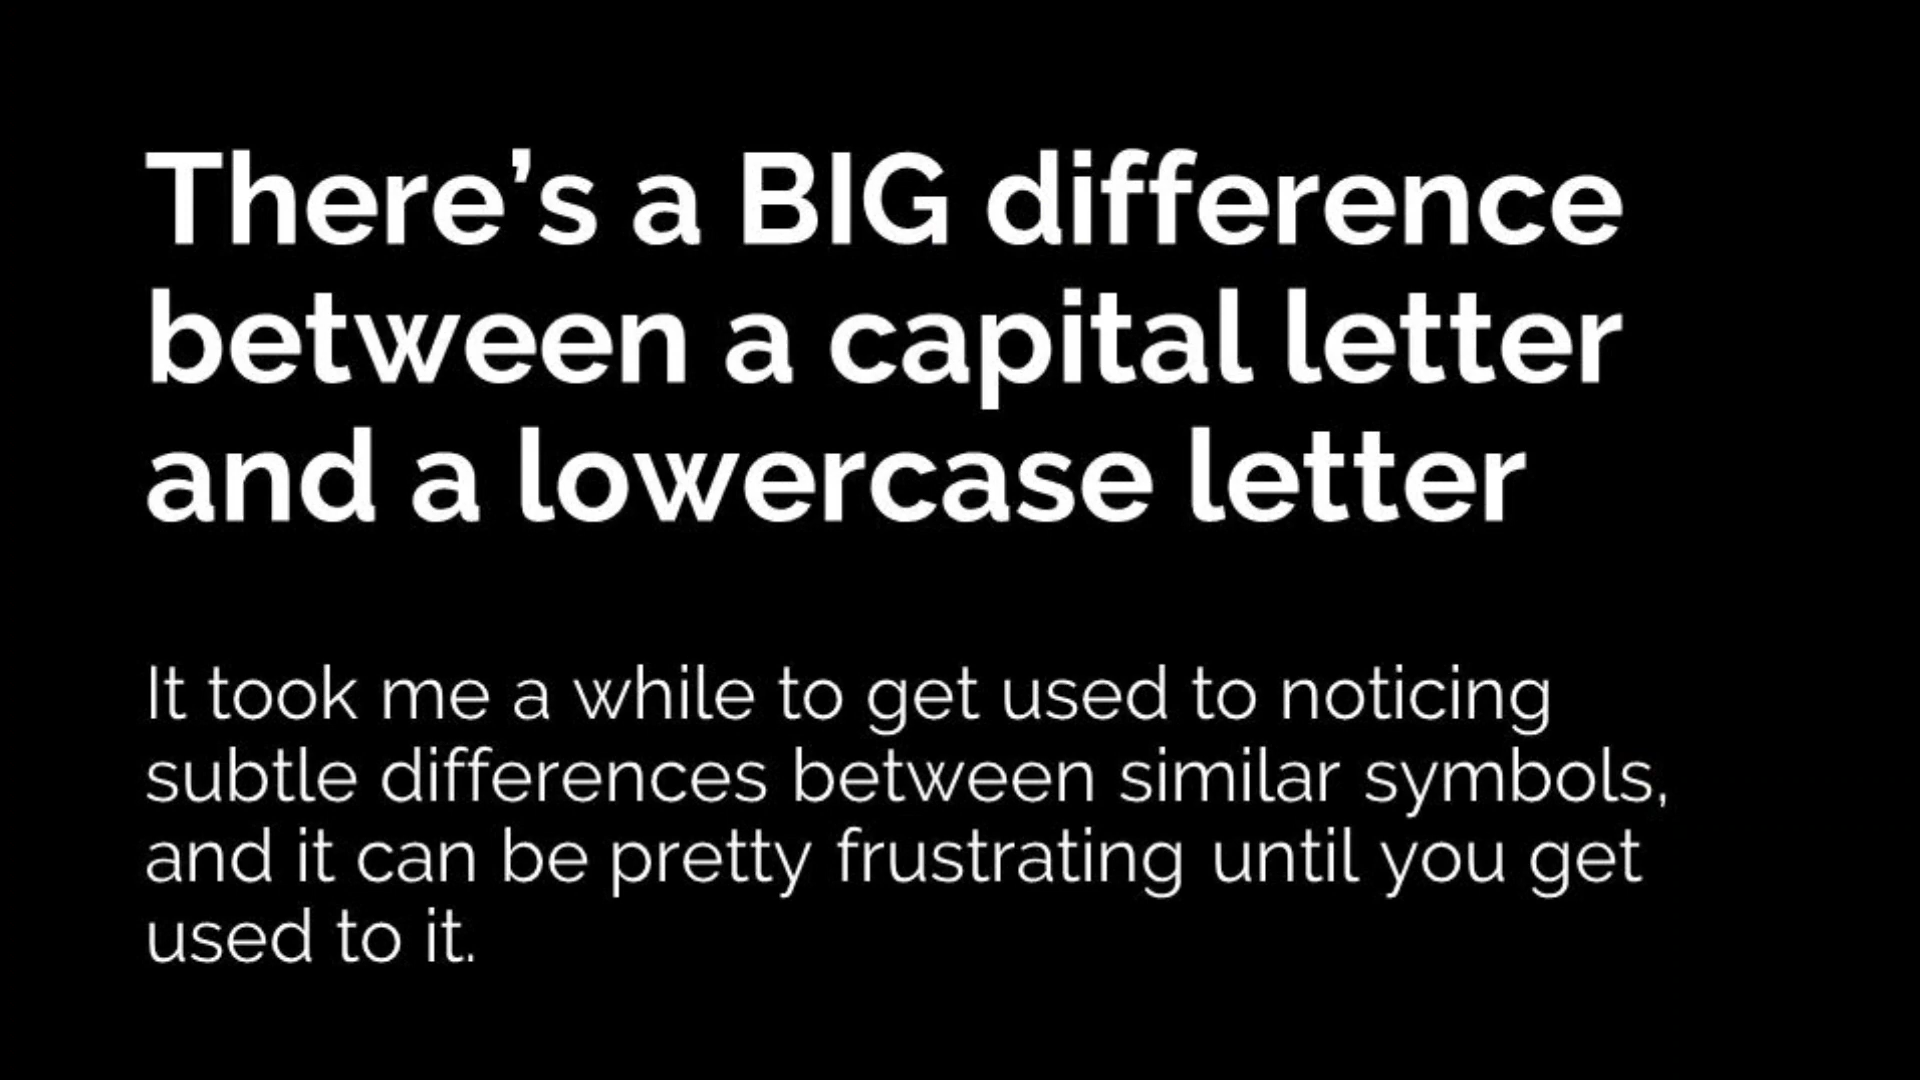 There’s a BIG difference
between a capital letter
and a lowercase letter
It took me a while to get used to noticing
subtle differences between similar symbols,
and it can be pretty frustrating until you get
used to it.